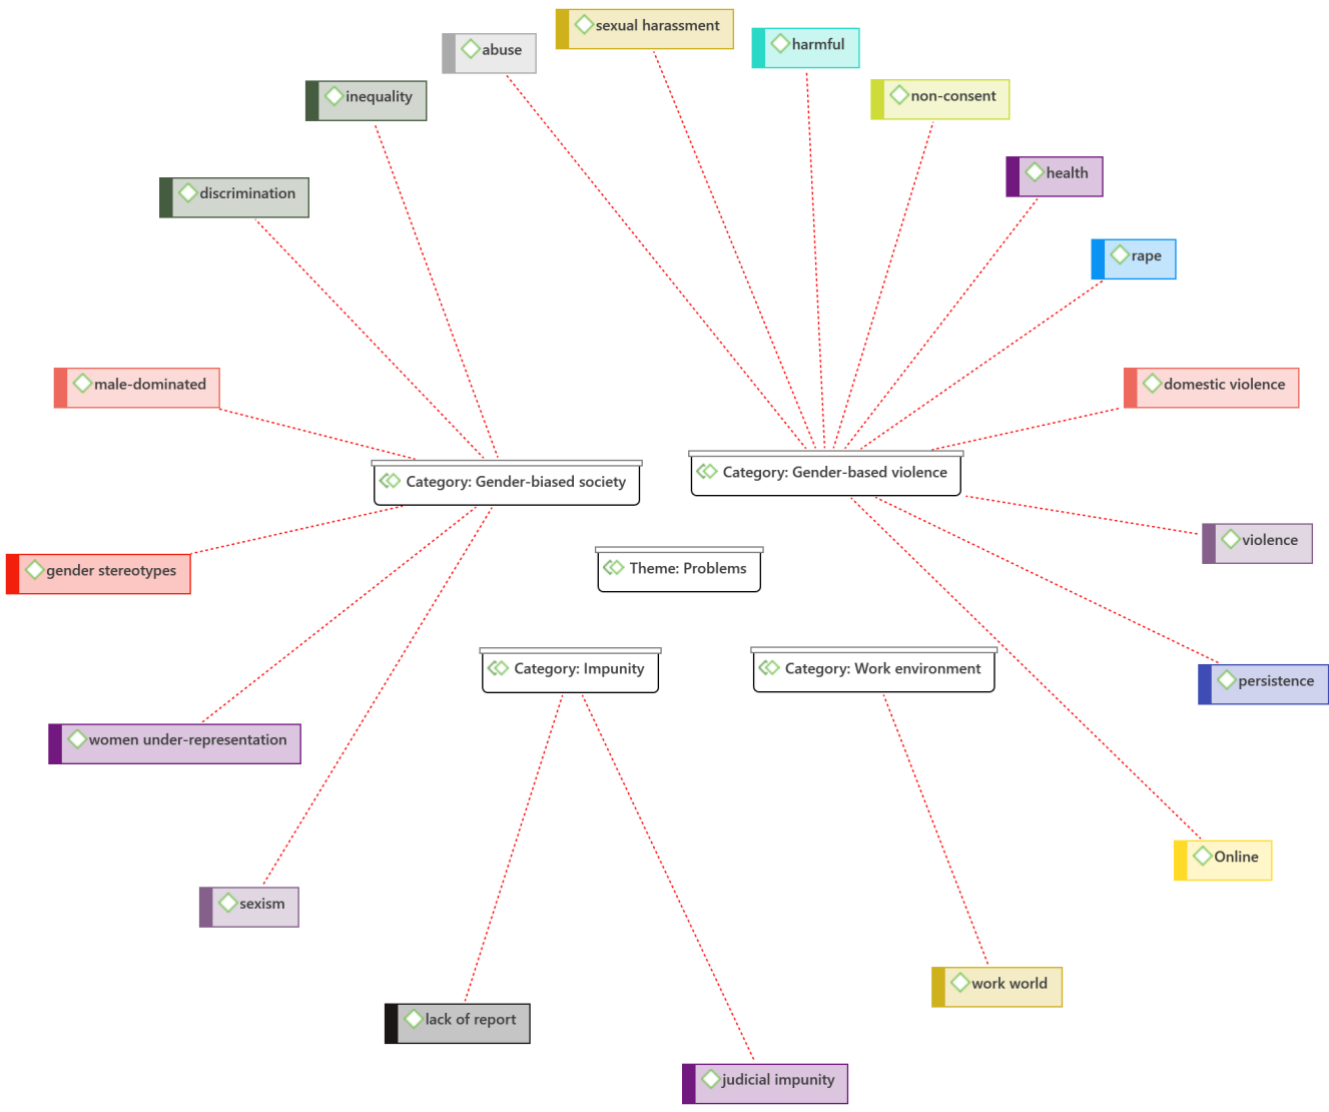 sexual harassment
harmful
abuse
inequality
non-consent
health
discrimination
rape
male-dominated
domestic violence
Category: Gender-biased society
Category: Gender-based violence
violence
gender stereotypes
Theme: Problems
Category: Impunity
Category: Work environment
persistence
women under-representation
Online
sexism
work world
lack of report
judicial impunity